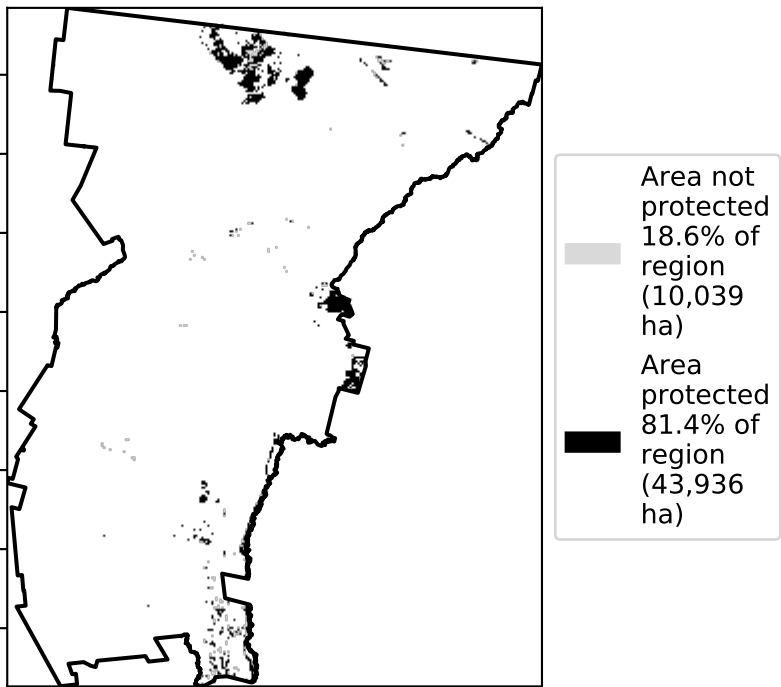 Area not
protected
18.6% of
region
(10,039
ha)
Area
protected
81.4% of
region
(43,936
ha)